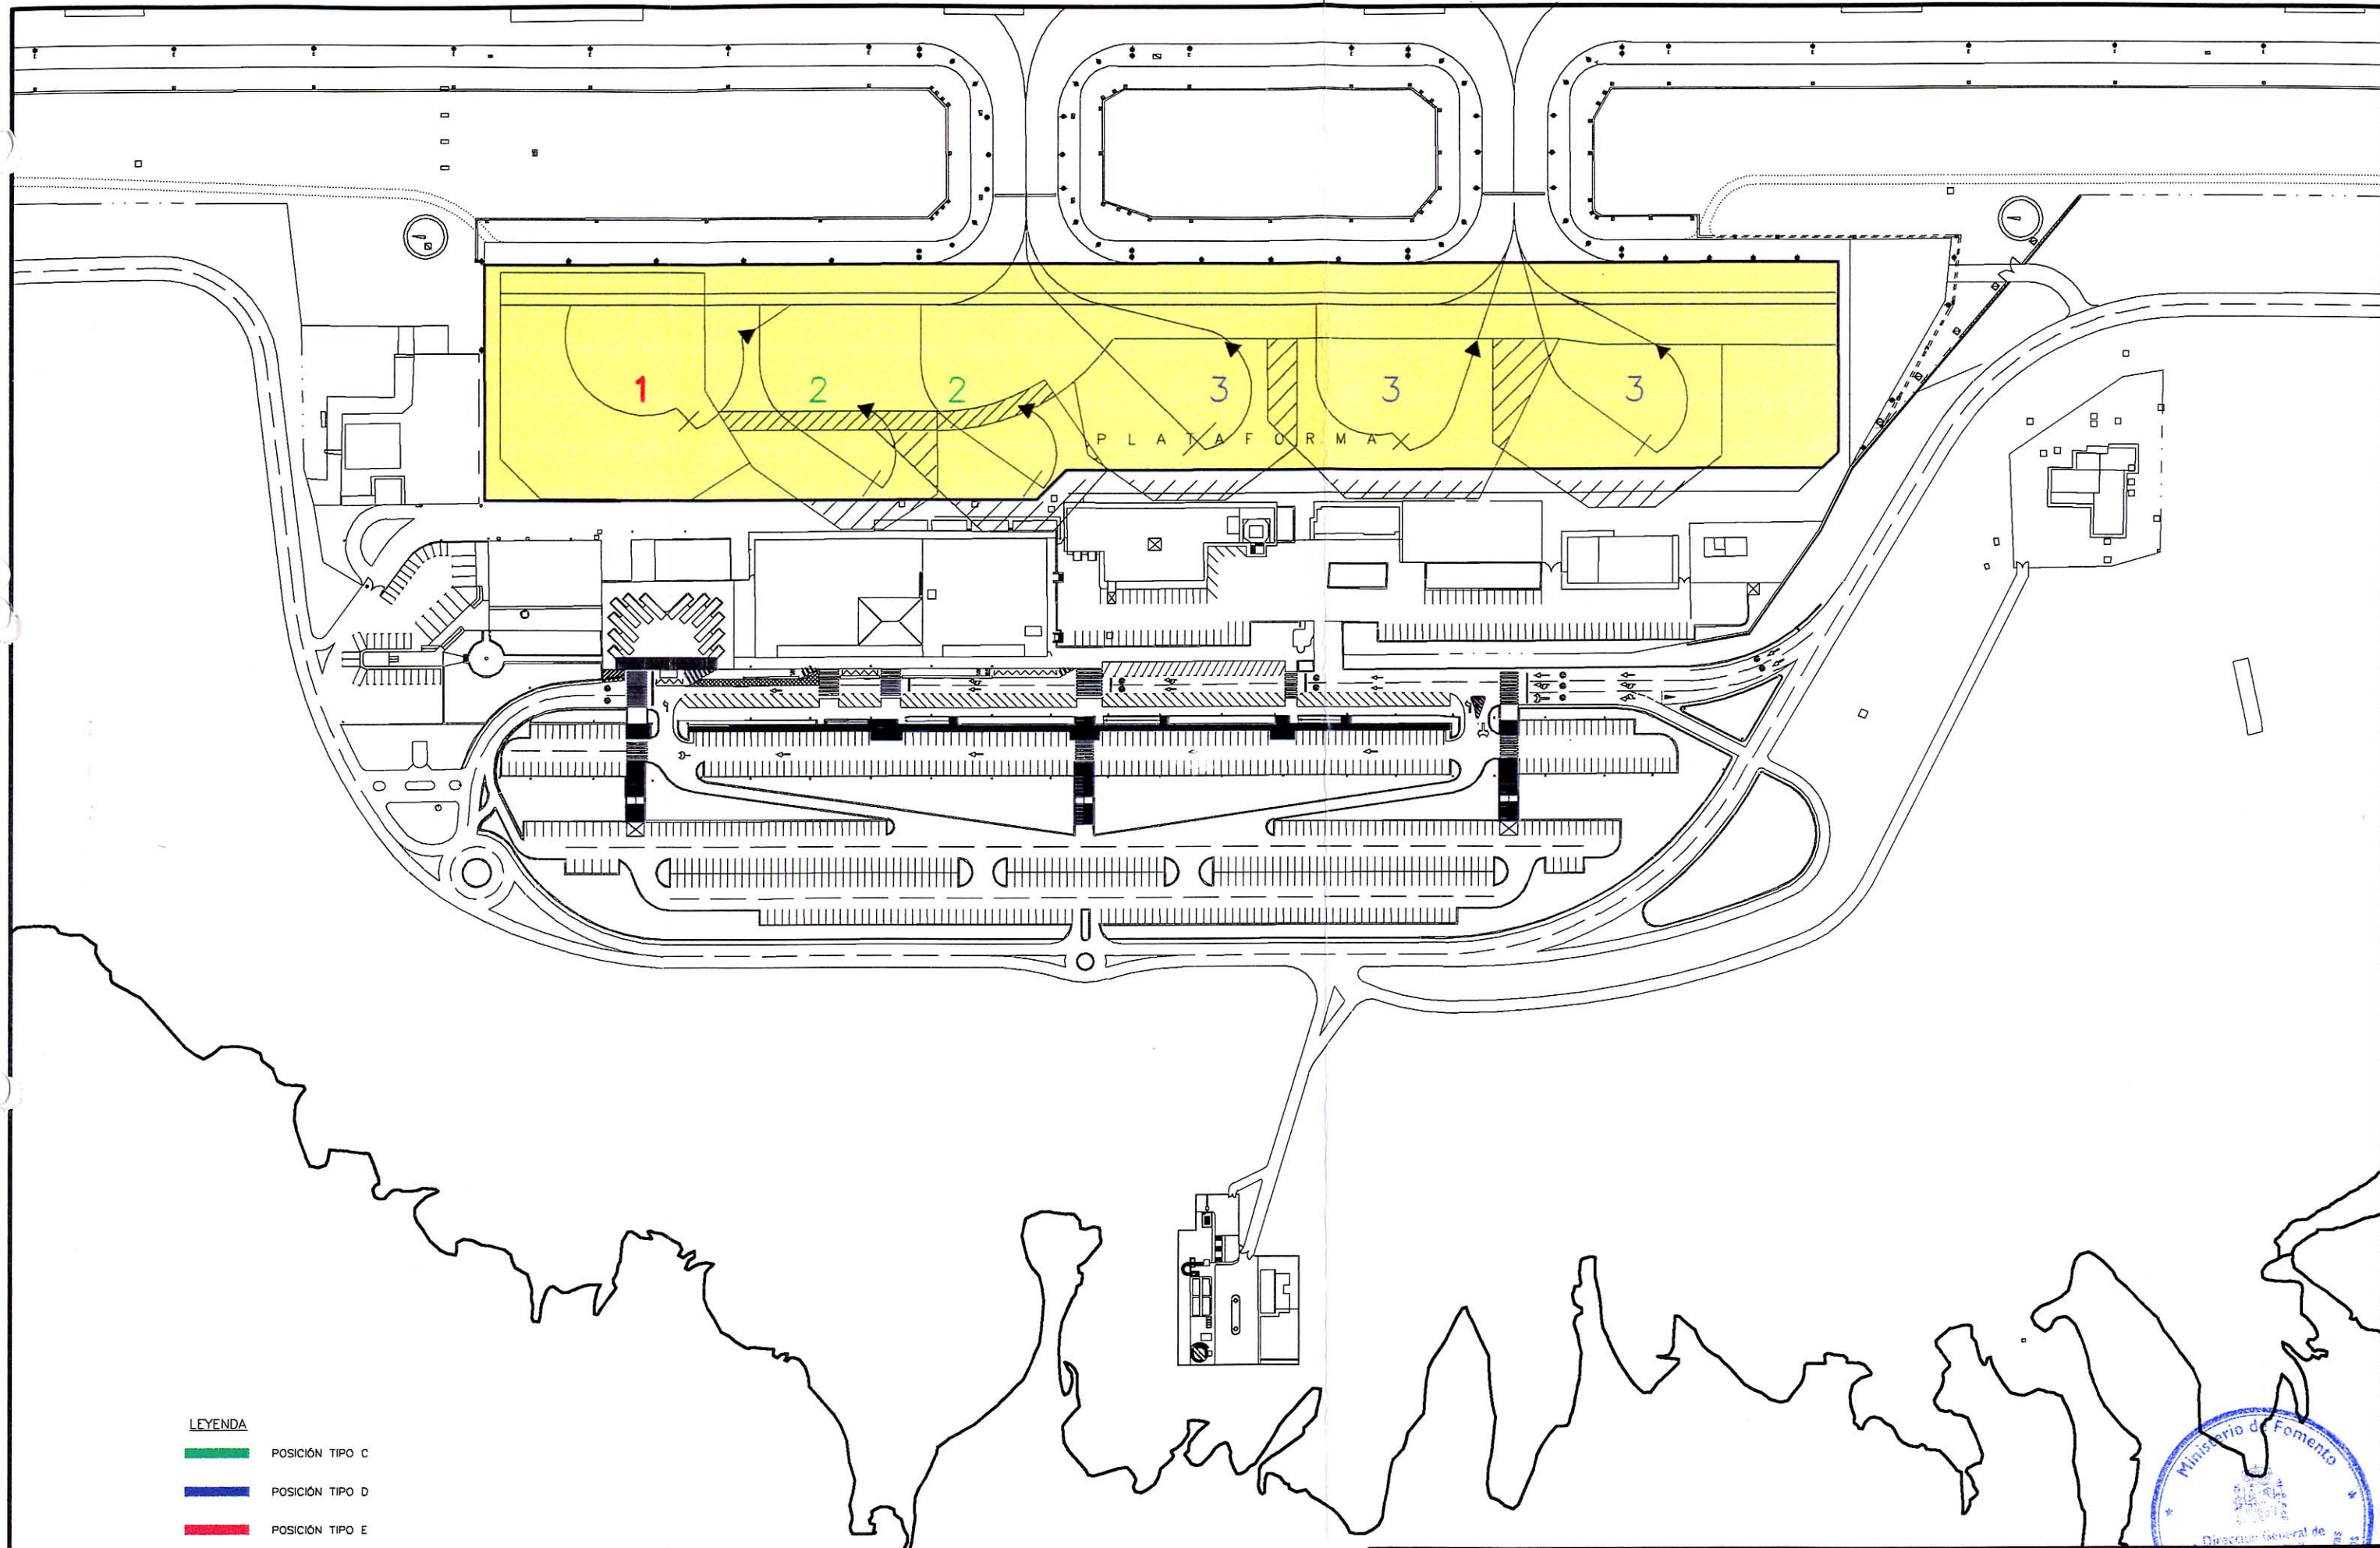 1 2 2 3 3 3
PLATAFORMA
LEYENDA
POSICIÓN TIPO C
POSICIÓN TIPO D
POSICIÓN TIPO E
Ministerio de Fomento
Dirección General de